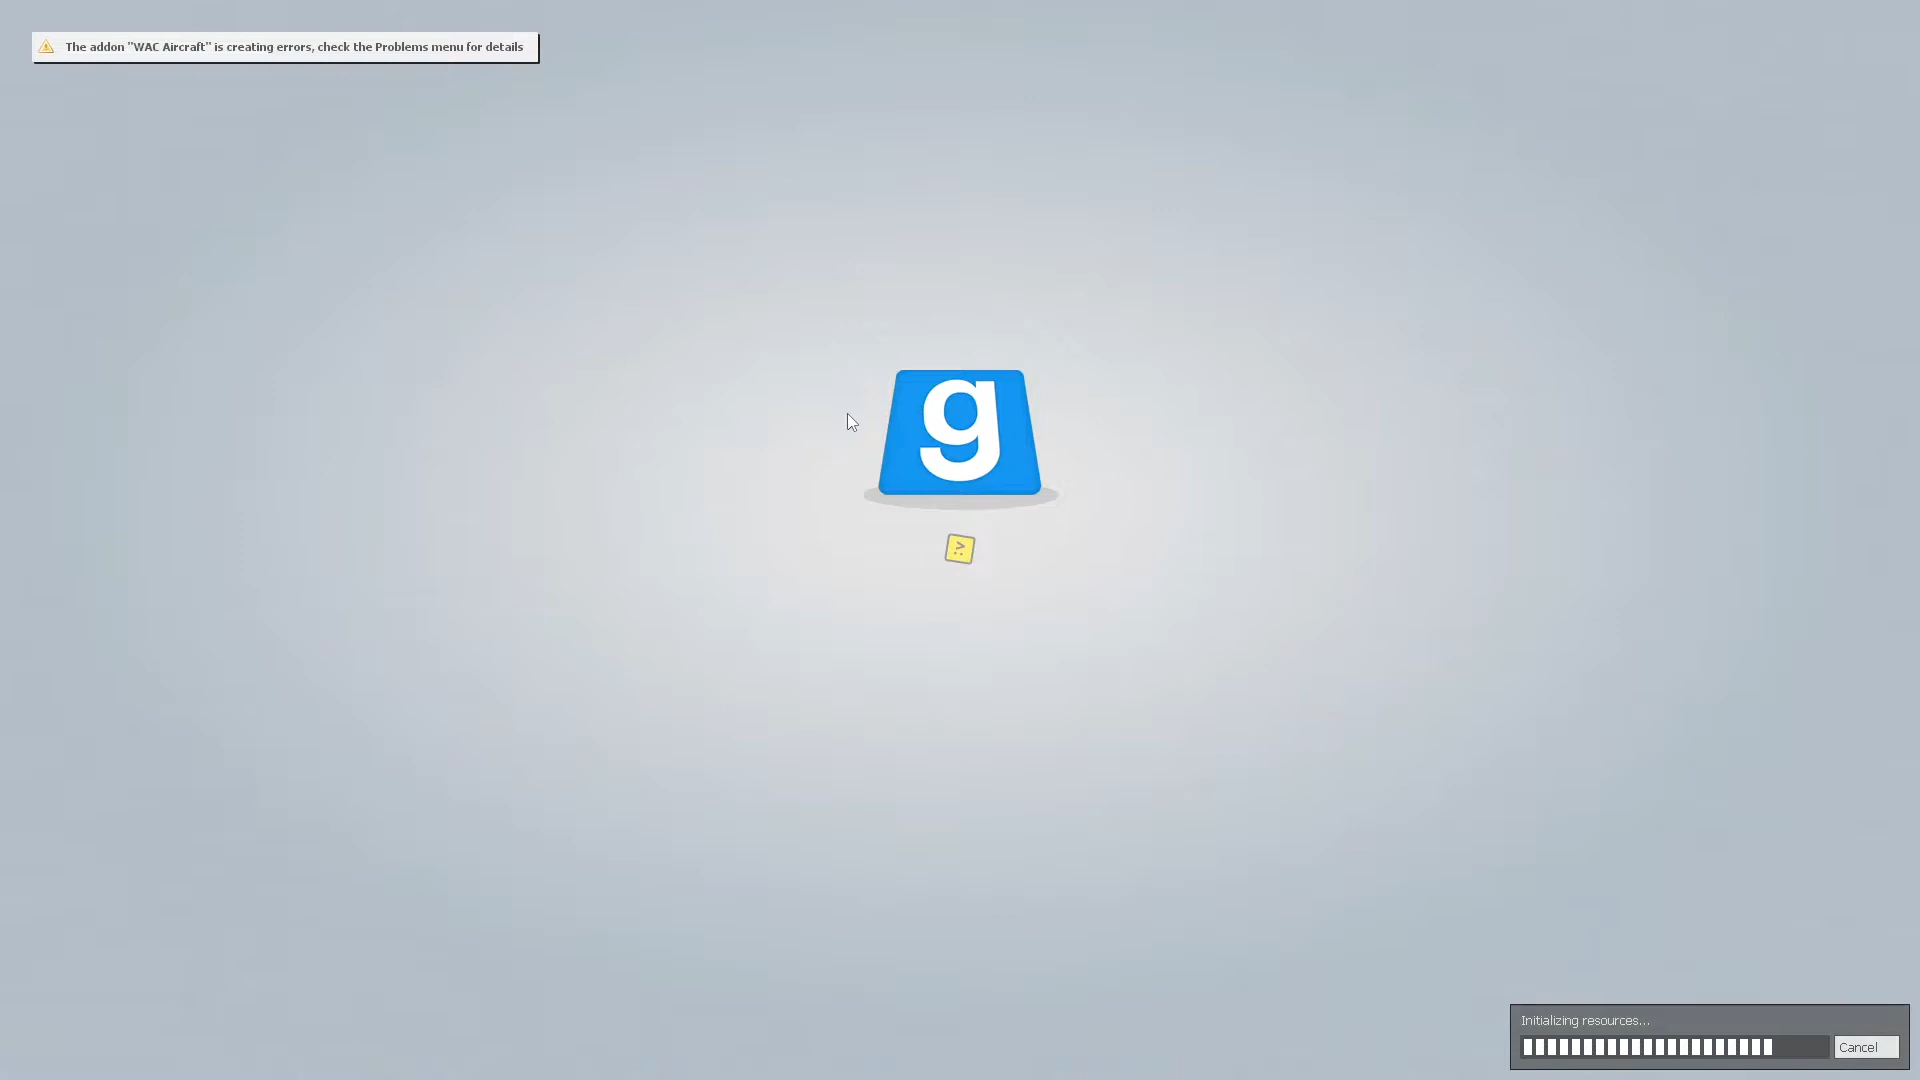 The addon "WAC Aircraft" is creating errors, check the Problems menu for details
g
Initializing resources...
Cancel